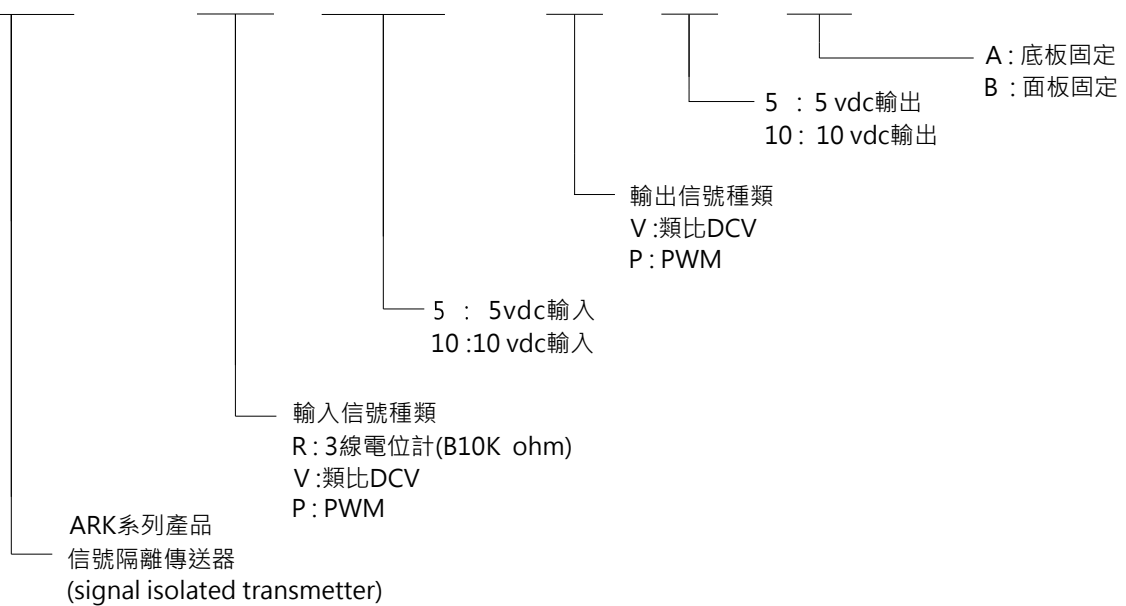 A : 底板固定
B : 面板固定
5 : 5 vdc輸出
10 : 10 vdc輸出
輸出信號種類
V :類比DCV
P : PWM
5 : 5vdc輸入
10 :10 vdc輸入
輸入信號種類
R : 3線電位計(B10K ohm)
V :類比DCV
P : PWM
ARK系列產品
信號隔離傳送器
(signal isolated transmetter)